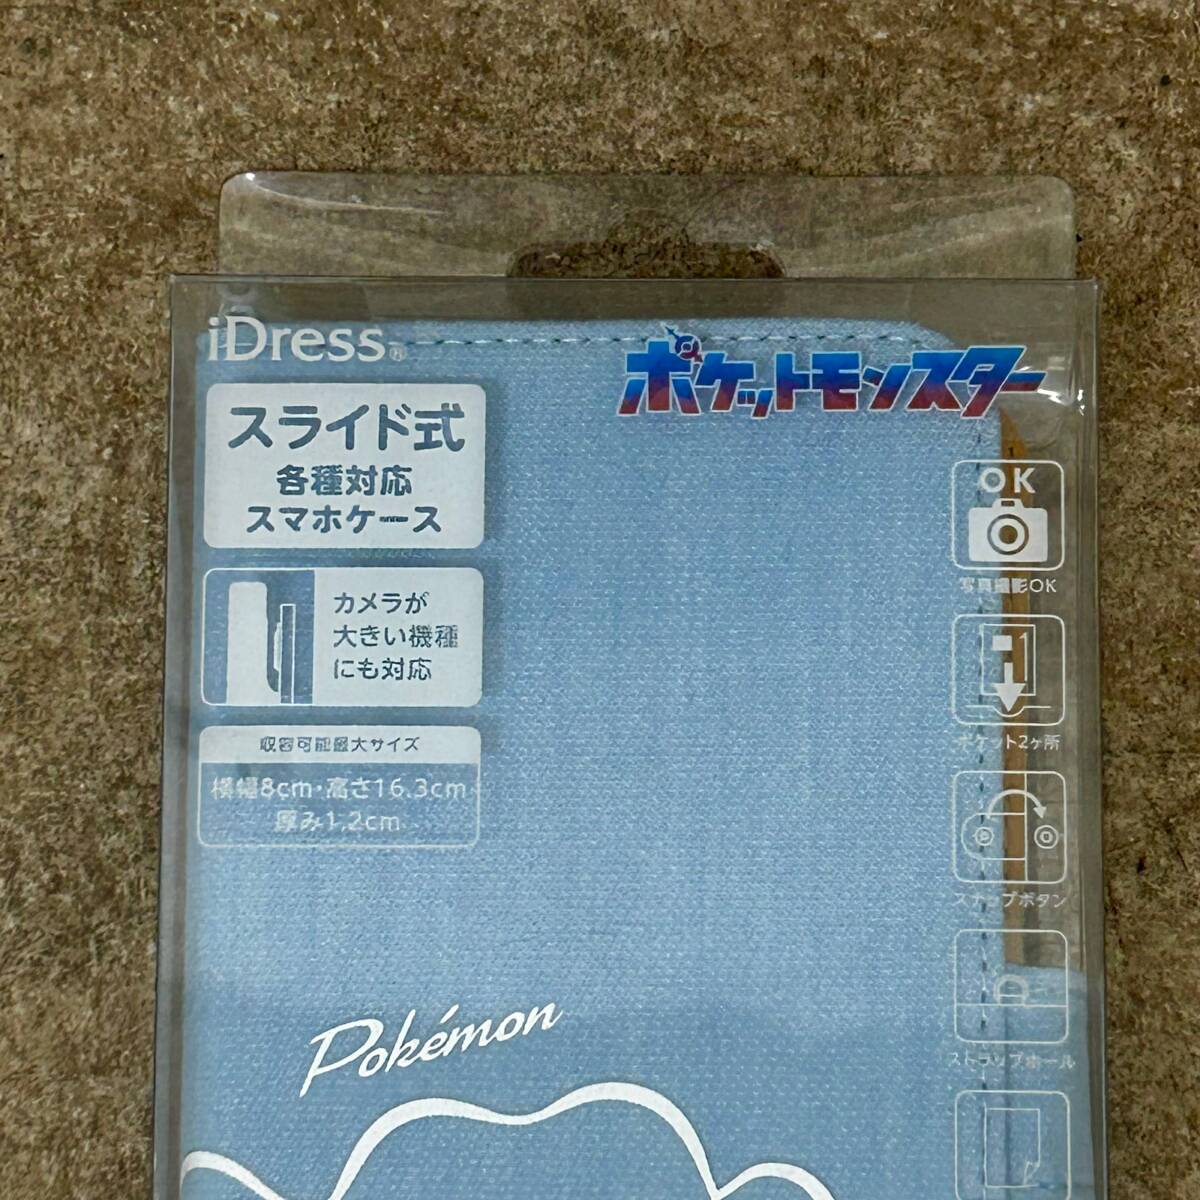 iDress®
ポケットモンスター
スライド式
各種対応
スマホケース
カメラが
大きい機種
にも対応
収容可能最大サイズ
横幅8cm・高さ16.3cm
厚み1.2cm
OK
写真撮影OK
ポケット2ヶ所
スナップボタン
ストラップホール
Pokémon